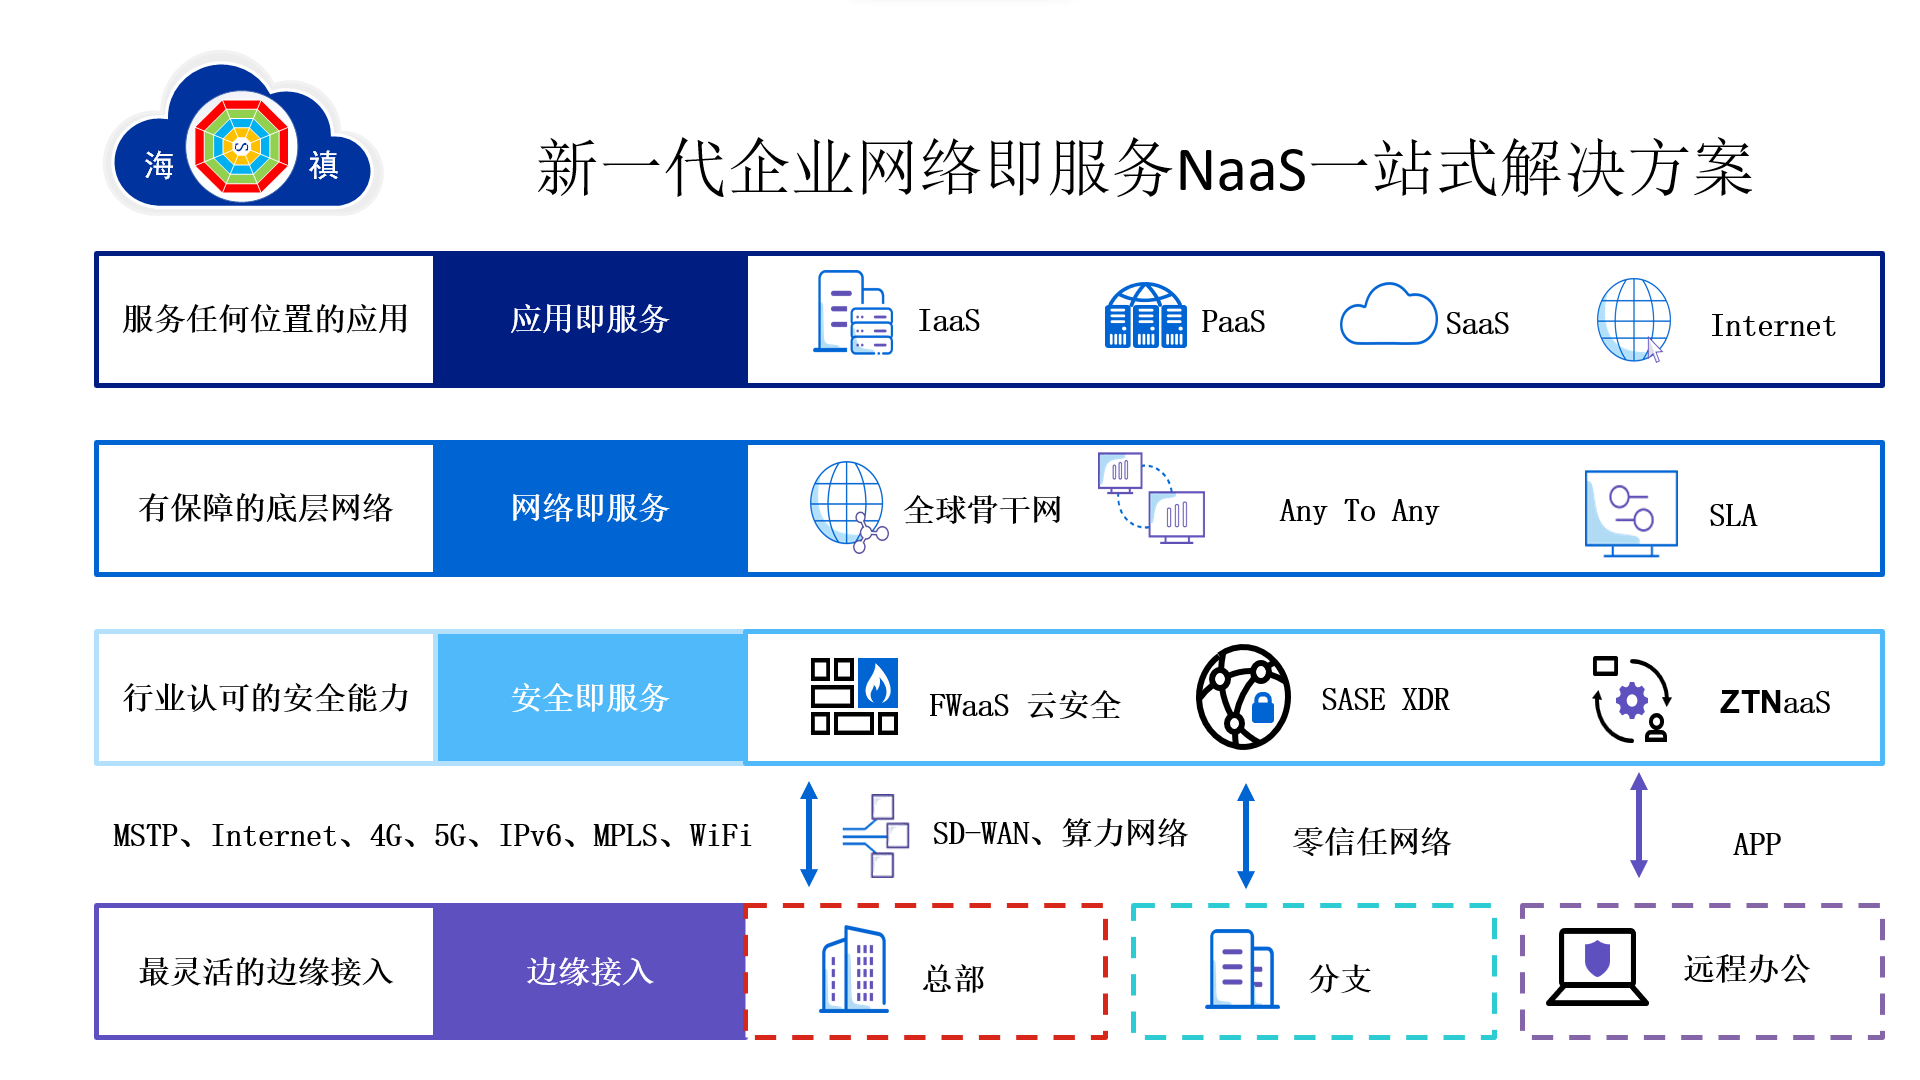 海 禛
S
新一代企业网络即服务NaaS一站式解决方案
服务任何位置的应用 应用即服务 IaaS PaaS SaaS Internet
有保障的底层网络 网络即服务 全球骨干网 Any To Any SLA
行业认可的安全能力 安全即服务 FWaaS 云安全 SASE XDR ZTNaaS
MSTP、Internet、4G、5G、IPv6、MPLS、WiFi SD-WAN、算力网络 零信任网络 APP
最灵活的边缘接入 边缘接入 总部 分支 远程办公